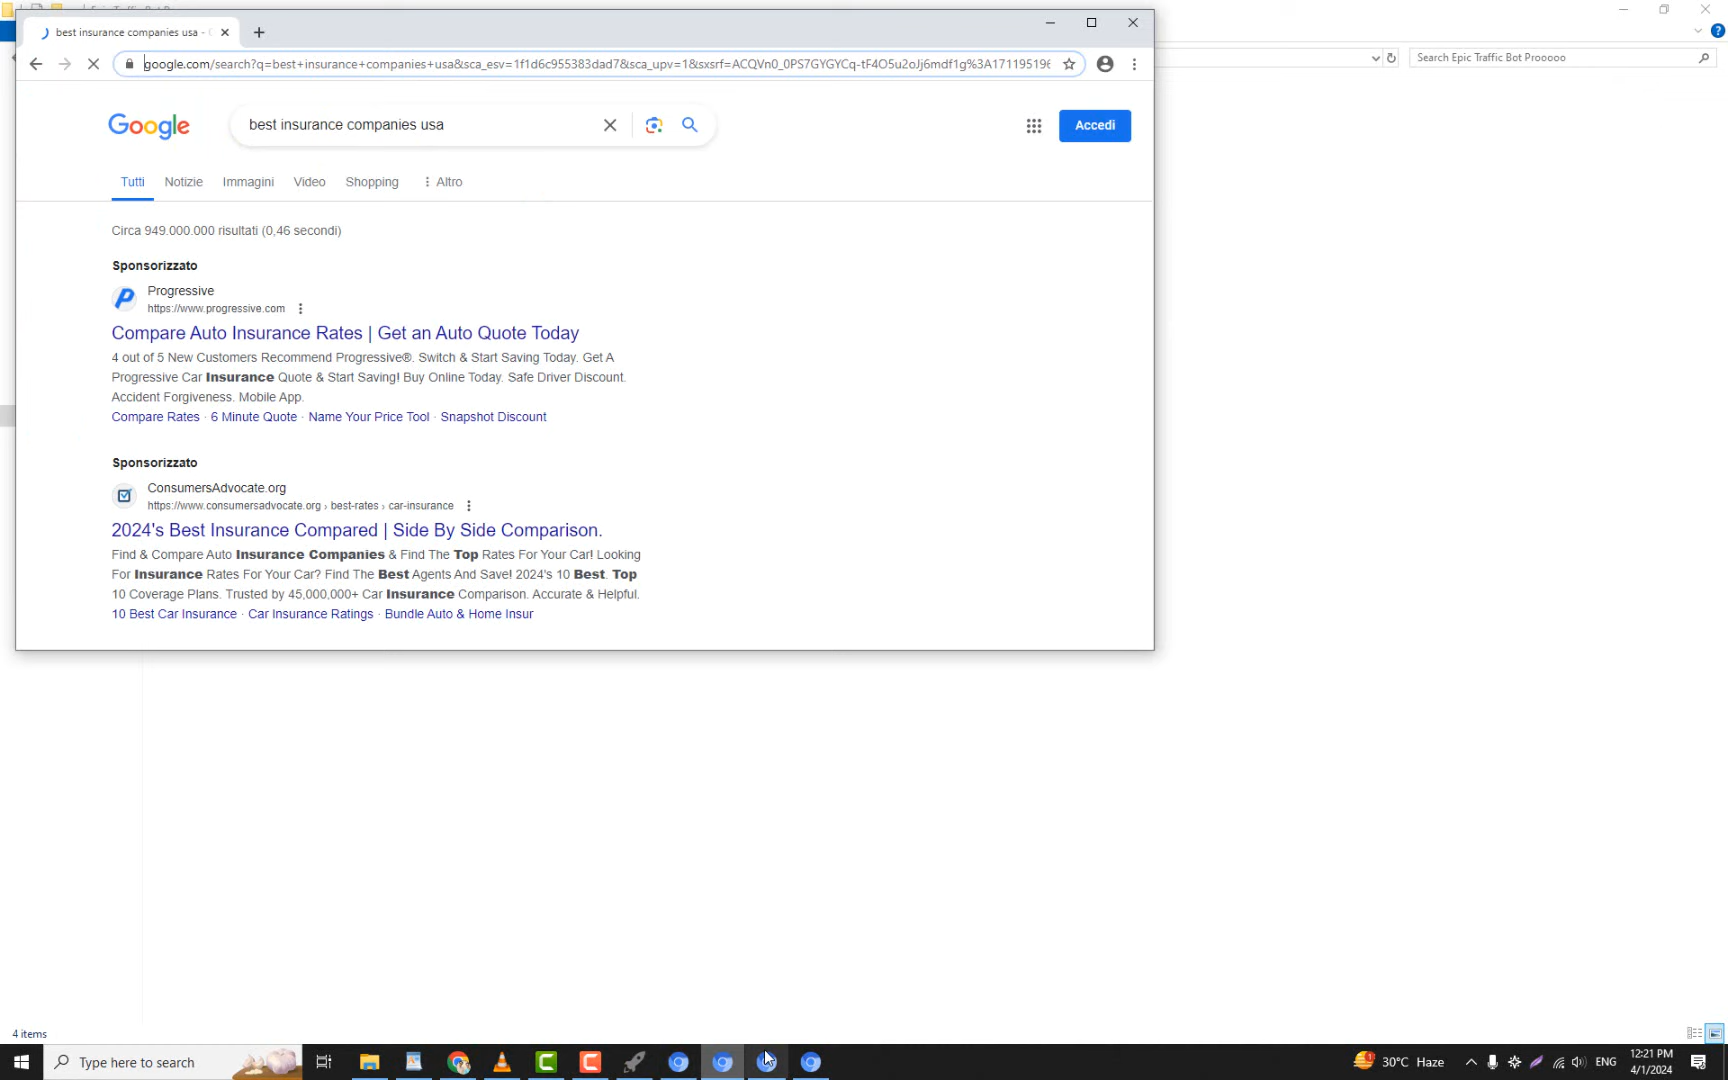 best insurance companies usa -
google.com/search?q=best+insurance+companies+usa&sca_esv=1f1d6c955383dad7&sca_upv=1&sxsrf=ACQVn0_0PS7GYGYCq-tF4O5u2oJj6mdf1g%3A171195196
Search Epic Traffic Bot Prooooo
Google
best insurance companies usa
Accedi
Tutti
Notizie
Immagini
Video
Shopping
Altro
Circa 949.000.000 risultati (0,46 secondi)
Sponsorizzato
Progressive
https://www.progressive.com
Compare Auto Insurance Rates | Get an Auto Quote Today
4 out of 5 New Customers Recommend Progressive®. Switch & Start Saving Today. Get A
Progressive Car Insurance Quote & Start Saving! Buy Online Today. Safe Driver Discount.
Accident Forgiveness. Mobile App.
Compare Rates · 6 Minute Quote · Name Your Price Tool · Snapshot Discount
Sponsorizzato
ConsumersAdvocate.org
https://www.consumersadvocate.org › best-rates › car-insurance
2024's Best Insurance Compared | Side By Side Comparison.
Find & Compare Auto Insurance Companies & Find The Top Rates For Your Car! Looking
For Insurance Rates For Your Car? Find The Best Agents And Save! 2024's 10 Best. Top
10 Coverage Plans. Trusted by 45,000,000+ Car Insurance Comparison. Accurate & Helpful.
10 Best Car Insurance · Car Insurance Ratings · Bundle Auto & Home Insur
4 items
Type here to search
30°C Haze
ENG
12:21 PM
4/1/2024